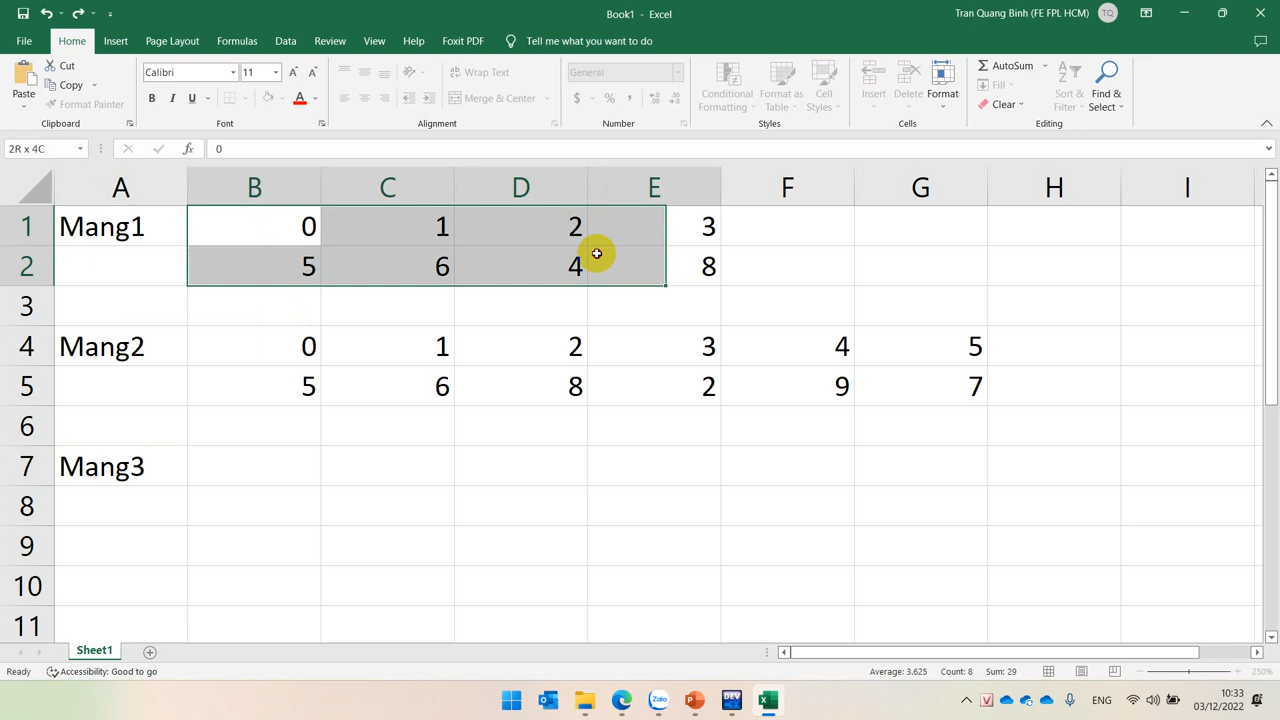 Book1 - Excel
Tran Quang Binh (FE FPL HCM) TQ
File Home Insert Page Layout Formulas Data Review View Help Foxit PDF Tell me what you want to do
Paste
Cut
Copy
Format Painter
Clipboard
Calibri 11
B I U
Font
Wrap Text
Merge & Center
Alignment
General
Number
Conditional Formatting
Format as Table
Cell Styles
Styles
Insert Delete Format
Cells
AutoSum
Fill
Clear
Sort & Filter
Find & Select
Editing
2R x 4C fx 0
A B C D E F G H I
1 Mang1 0 1 2 3
2 5 6 4 8
3
4 Mang2 0 1 2 3 4 5
5 5 6 8 2 9 7
6
7 Mang3
8
9
10
11
Sheet1
Ready Accessibility: Good to go Average: 3.625 Count: 8 Sum: 29 250%
Zalo DEV ENG 10:33
03/12/2022